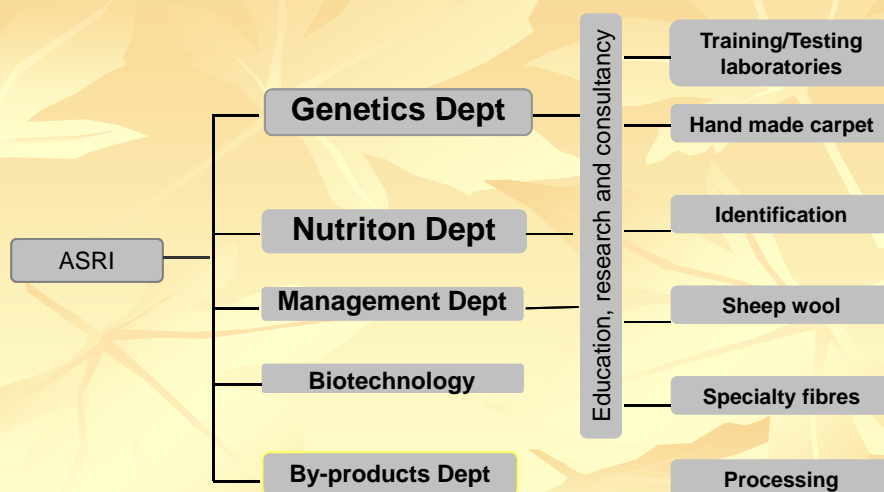 ASRI
Genetics Dept
Nutriton Dept
Management Dept
Biotechnology
By-products Dept
Education, research and consultancy
Training/Testing
laboratories
Hand made carpet
Identification
Sheep wool
Specialty fibres
Processing